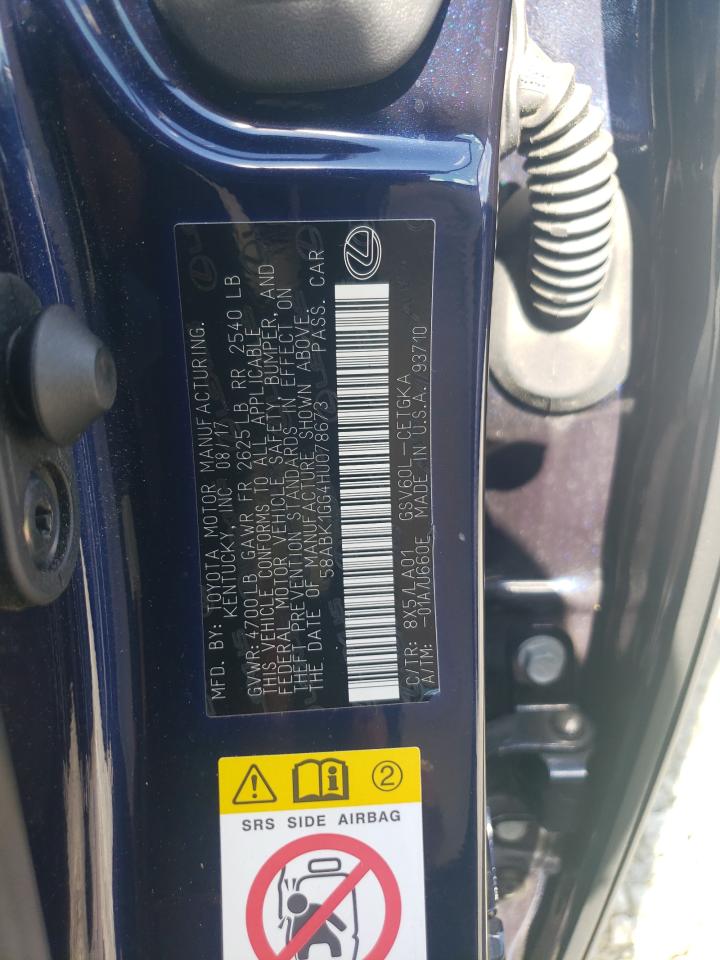 MFD. BY: TOYOTA MOTOR MANUFACTURING.
KENTUCKY, INC 08/17
GVWR: 4700 LB GAWR FR 2625 LB RR 2540 LB
THIS VEHICLE CONFORMS TO ALL APPLICABLE
FEDERAL MOTOR VEHICLE SAFETY, BUMPER, AND
THEFT PREVENTION STANDARDS IN EFFECT ON
THE DATE OF MANUFACTURE SHOWN ABOVE.
58ABK1GG4HU078673 PASS. CAR
C/TR: 8X5/LA01 GSV60L-CETGKA
A/TM: -01A/U660E MADE IN U.S.A. 93710
2
SRS SIDE AIRBAG